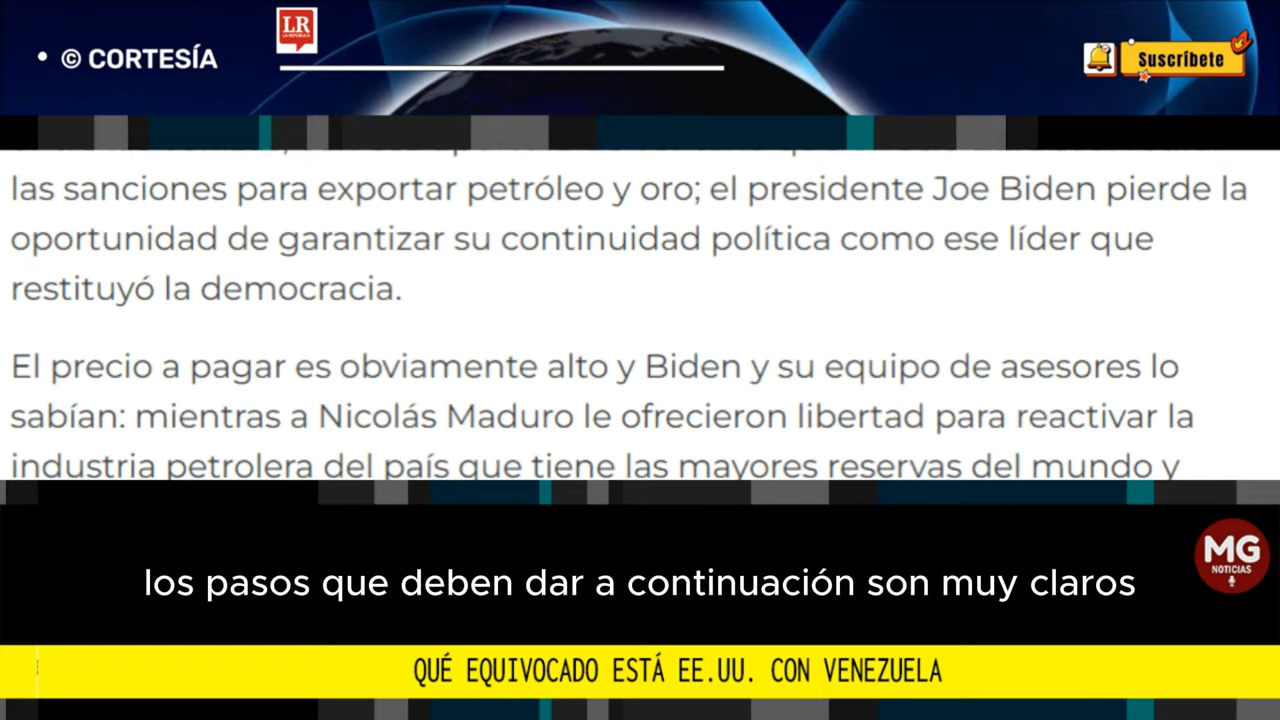 • © CORTESÍA
LR
LA REPÚBLICA
Suscríbete
las sanciones para exportar petróleo y oro; el presidente Joe Biden pierde la
oportunidad de garantizar su continuidad política como ese líder que
restituyó la democracia.
El precio a pagar es obviamente alto y Biden y su equipo de asesores lo
sabían: mientras a Nicolás Maduro le ofrecieron libertad para reactivar la
industria petrolera del país que tiene las mayores reservas del mundo y
MG
NOTICIAS
los pasos que deben dar a continuación son muy claros
QUÉ EQUIVOCADO ESTÁ EE.UU. CON VENEZUELA